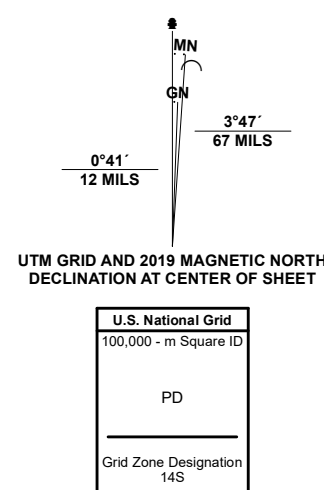 MN
GN
3°47´
67 MILS
0°41´
12 MILS
UTM GRID AND 2019 MAGNETIC NORTH
DECLINATION AT CENTER OF SHEET
U.S. National Grid
100,000 - m Square ID
PD
Grid Zone Designation
14S